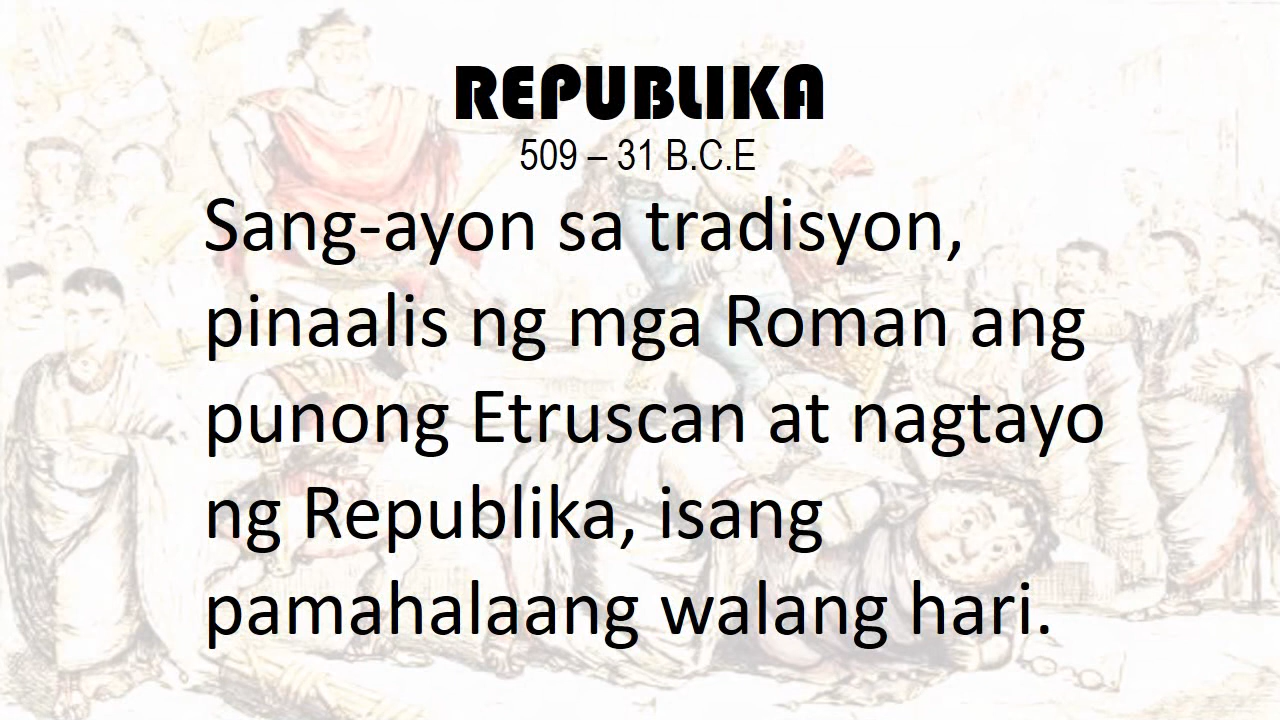 REPUBLIKA
509 – 31 B.C.E
Sang-ayon sa tradisyon,
pinaalis ng mga Roman ang
punong Etruscan at nagtayo
ng Republika, isang
pamahalaang walang hari.